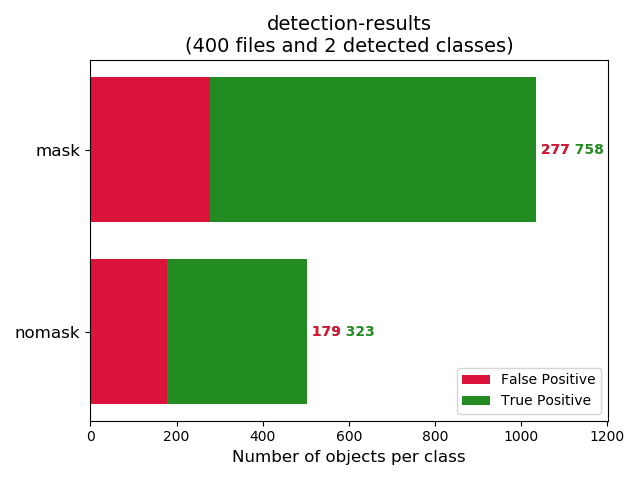 detection-results
(400 files and 2 detected classes)
mask
277 758
nomask
179 323
False Positive
True Positive
0 200 400 600 800 1000 1200
Number of objects per class